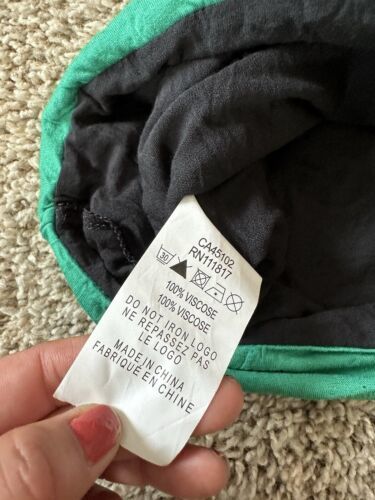 CA45102
RN111817
30
100% VISCOSE
100% VISCOSE
DO NOT IRON LOGO
NE REPASSEZ PAS
LE LOGO
MADE IN CHINA
FABRIQUE EN CHINE